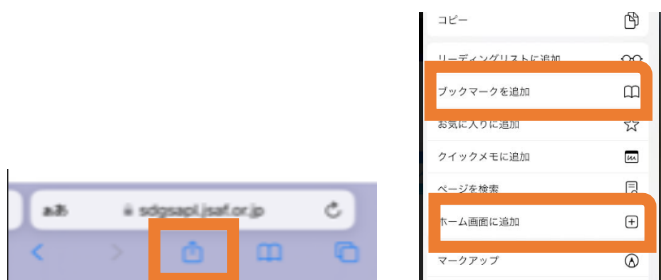 ぁあ sdgsapl.jsaf.or.jp
コピー
リーディングリストに追加
ブックマークを追加
お気に入りに追加
クイックメモに追加
ページを検索
ホーム画面に追加
マークアップ